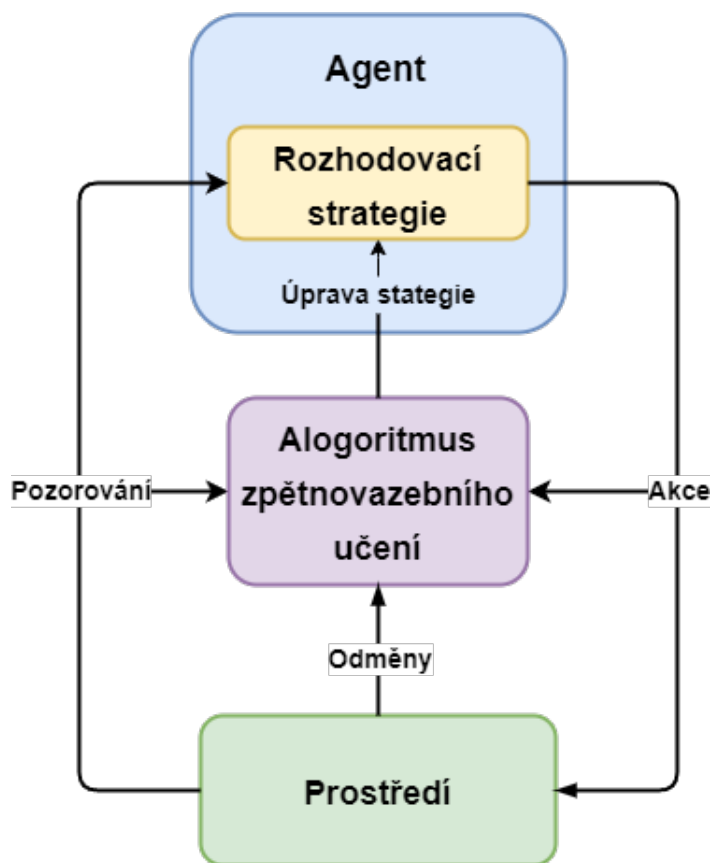 Agent
Rozhodovací
strategie
Úprava stategie
Alogoritmus
zpětnovazebního
učení
Pozorování
Akce
Odměny
Prostředí